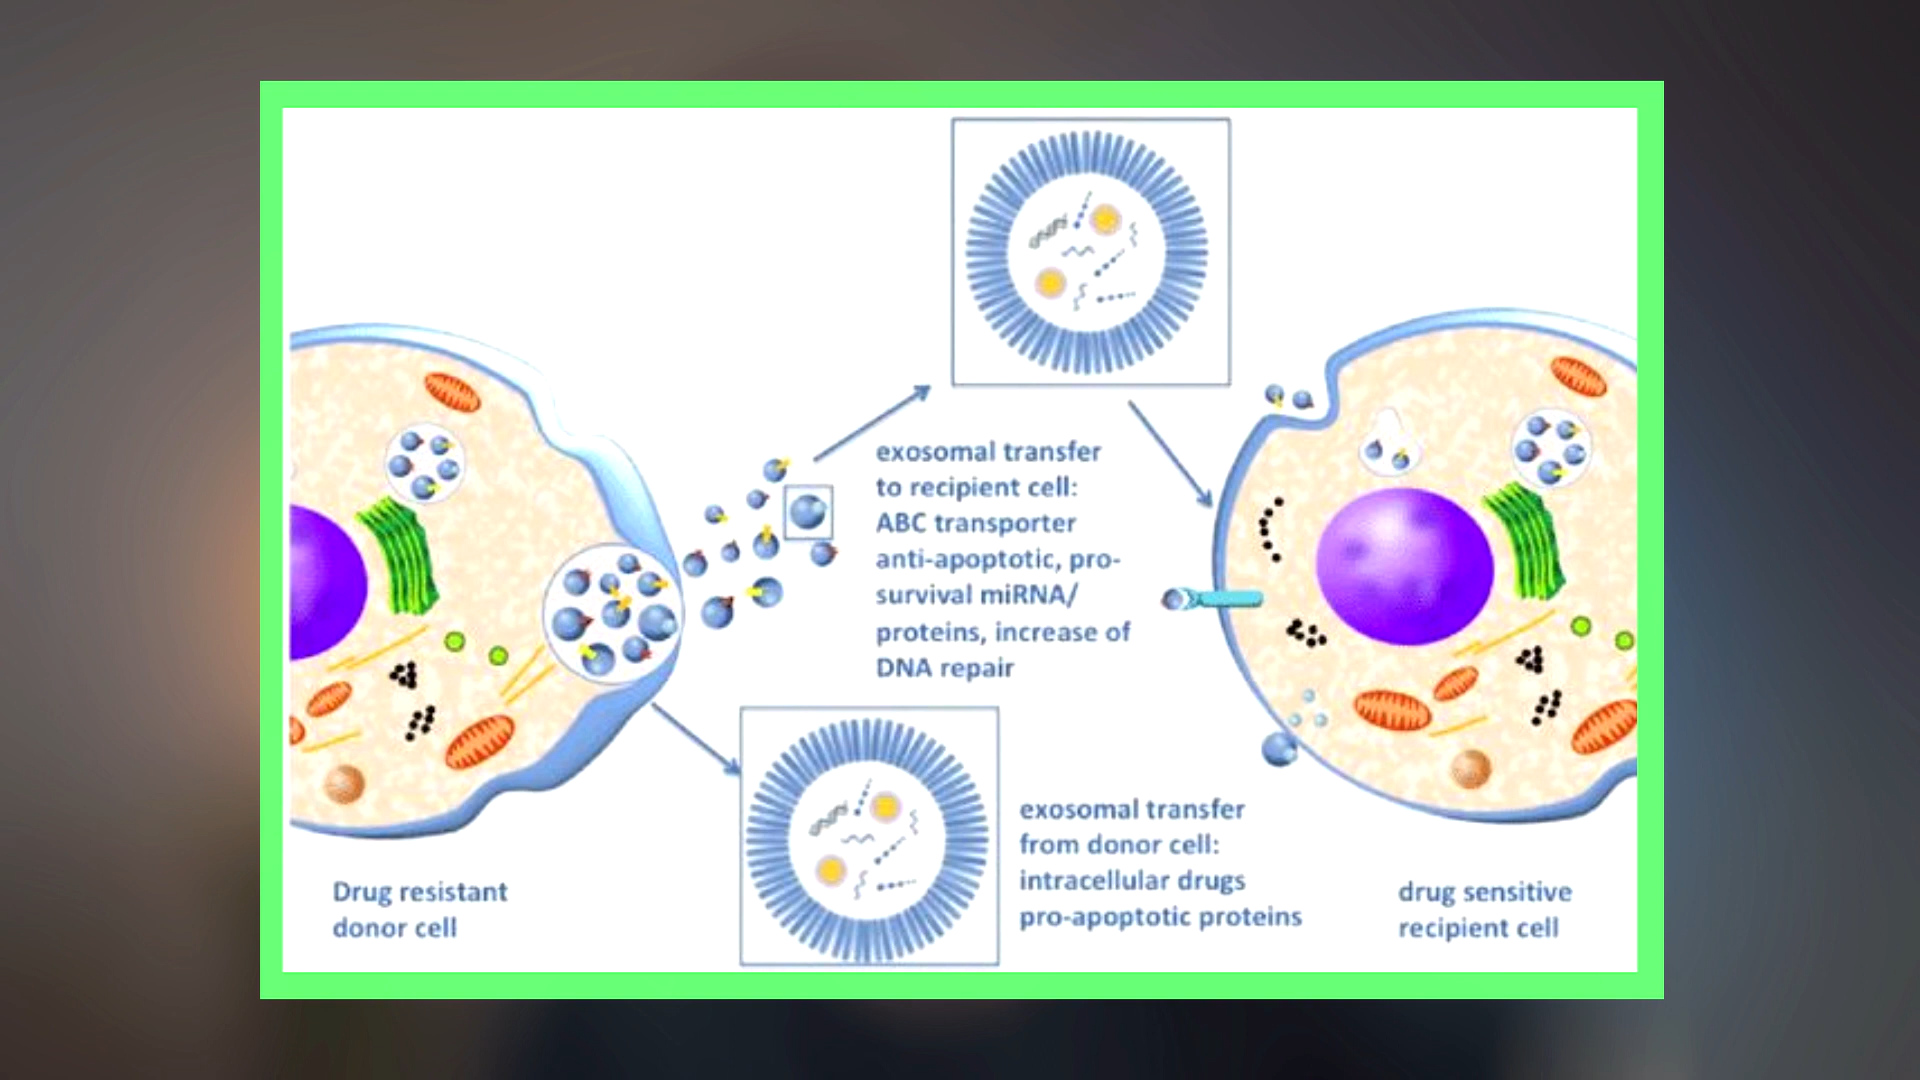 exosomal transfer
to recipient cell:
ABC transporter
anti-apoptotic, pro-
survival miRNA/
proteins, increase of
DNA repair
exosomal transfer
from donor cell:
intracellular drugs
pro-apoptotic proteins
Drug resistant
donor cell
drug sensitive
recipient cell